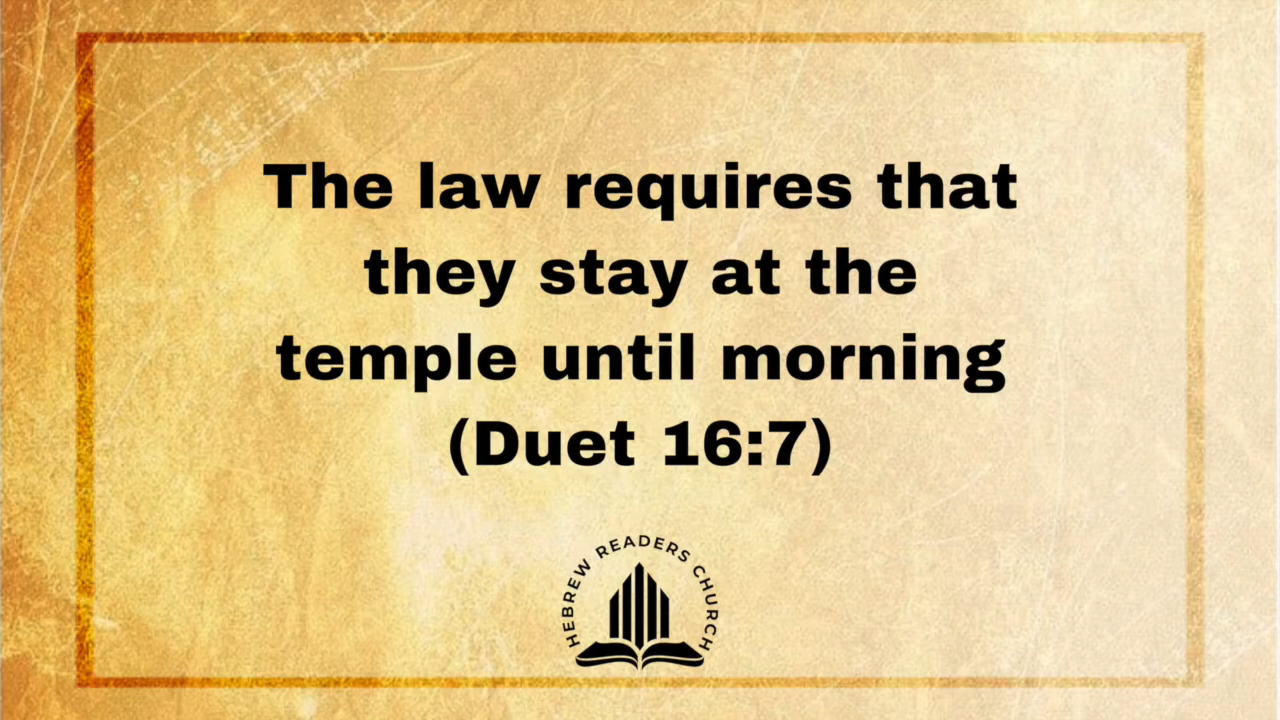 The law requires that
they stay at the
temple until morning
(Duet 16:7)
HEBREW READERS CHURCH